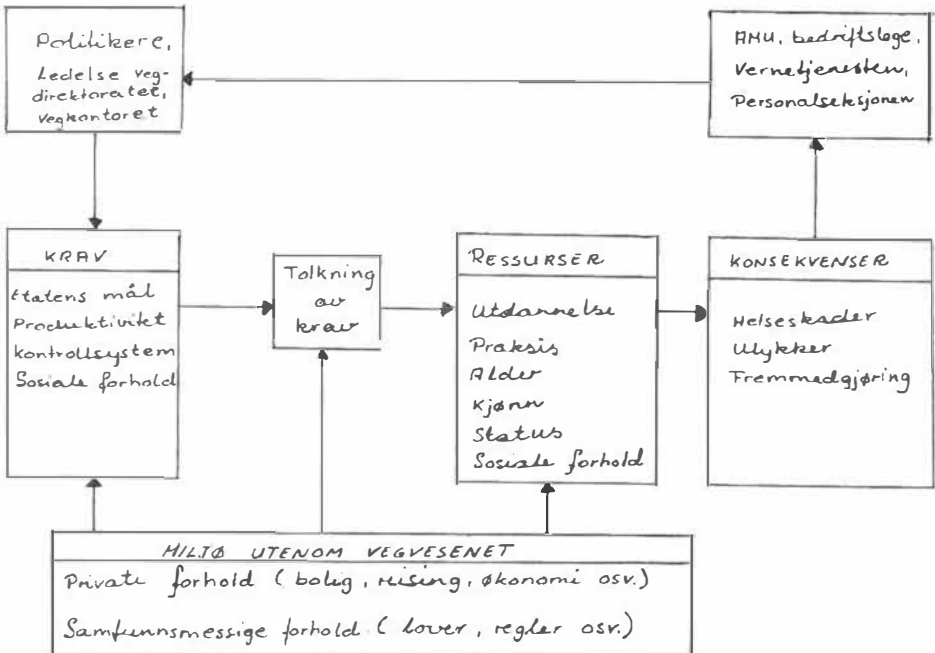 Politikere,
Ledelse veg-
direktoratet,
vegkontoret
AMU, bedriftslege,
Vernetjenesten,
Personalseksjonen
KRAV
Etatens mål
Produktivitet
Kontrollsystem
Sosiale forhold
Tolkning
av
krav
RESSURSER
Utdannelse
Praksis
Alder
Kjønn
Status
Sosiale forhold
KONSEKVENSER
Helseskader
Ulykker
Fremmedgjøring
MILJØ UTENOM VEGVESENET
Private forhold ( bolig, reising, økonomi osv.)
Samfunnsmessige forhold ( lover, regler osv.)